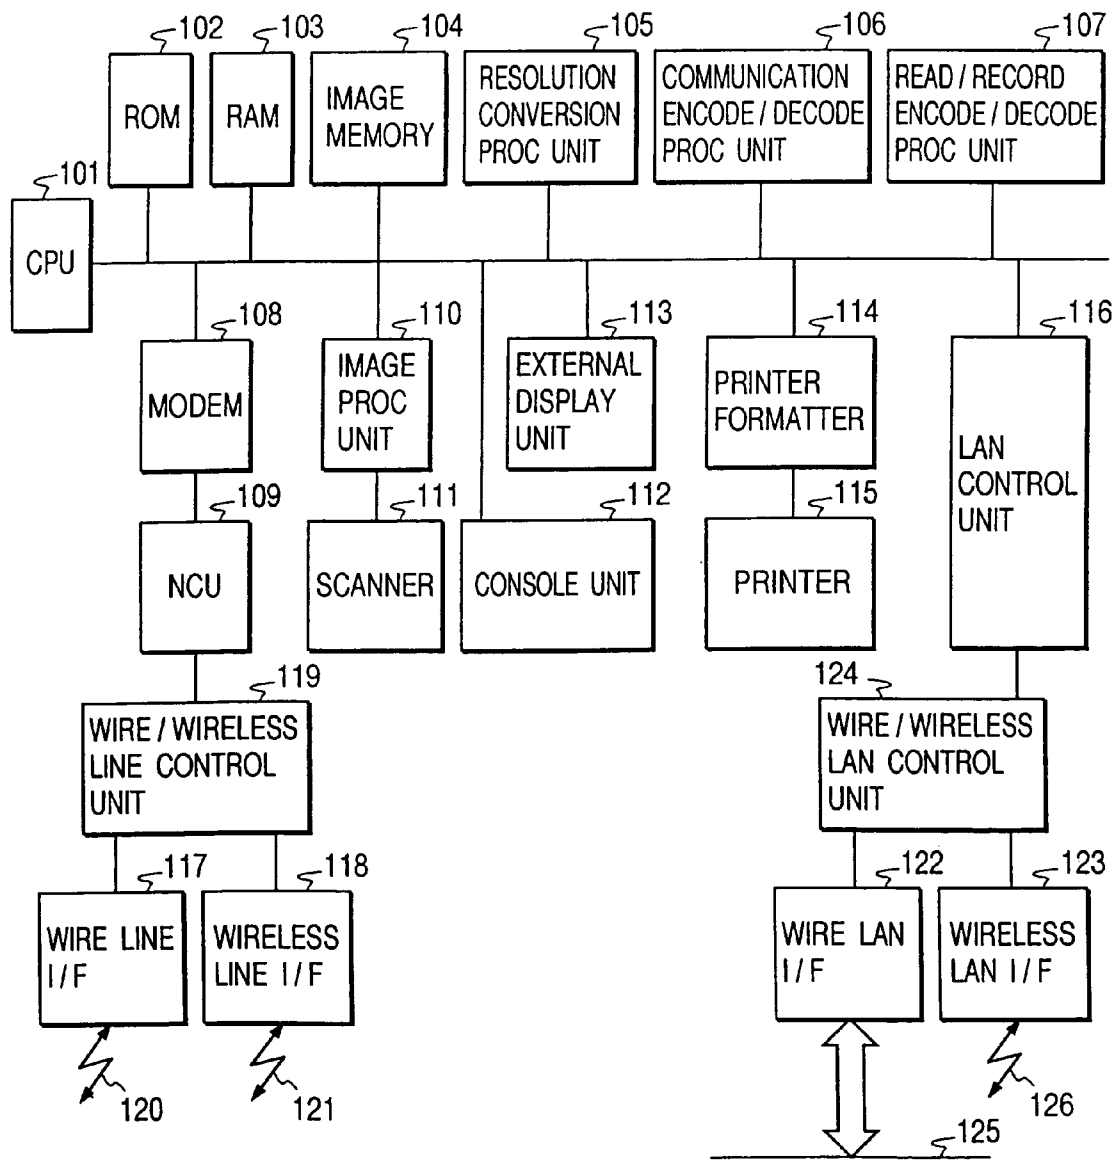 102
103
104
105
106
107
ROM
RAM
IMAGE
MEMORY
RESOLUTION
CONVERSION
PROC UNIT
COMMUNICATION
ENCODE/DECODE
PROC UNIT
READ/RECORD
ENCODE/DECODE
PROC UNIT
101
CPU
108
110
113
114
116
MODEM
IMAGE
PROC
UNIT
EXTERNAL
DISPLAY
UNIT
PRINTER
FORMATTER
LAN
CONTROL
UNIT
109
111
112
115
NCU
SCANNER
CONSOLE UNIT
PRINTER
119
124
WIRE/WIRELESS
LINE CONTROL
UNIT
WIRE/WIRELESS
LAN CONTROL
UNIT
117
118
122
123
WIRE LINE
I/F
WIRELESS
LINE I/F
WIRE LAN
I/F
WIRELESS
LAN I/F
120
121
126
125